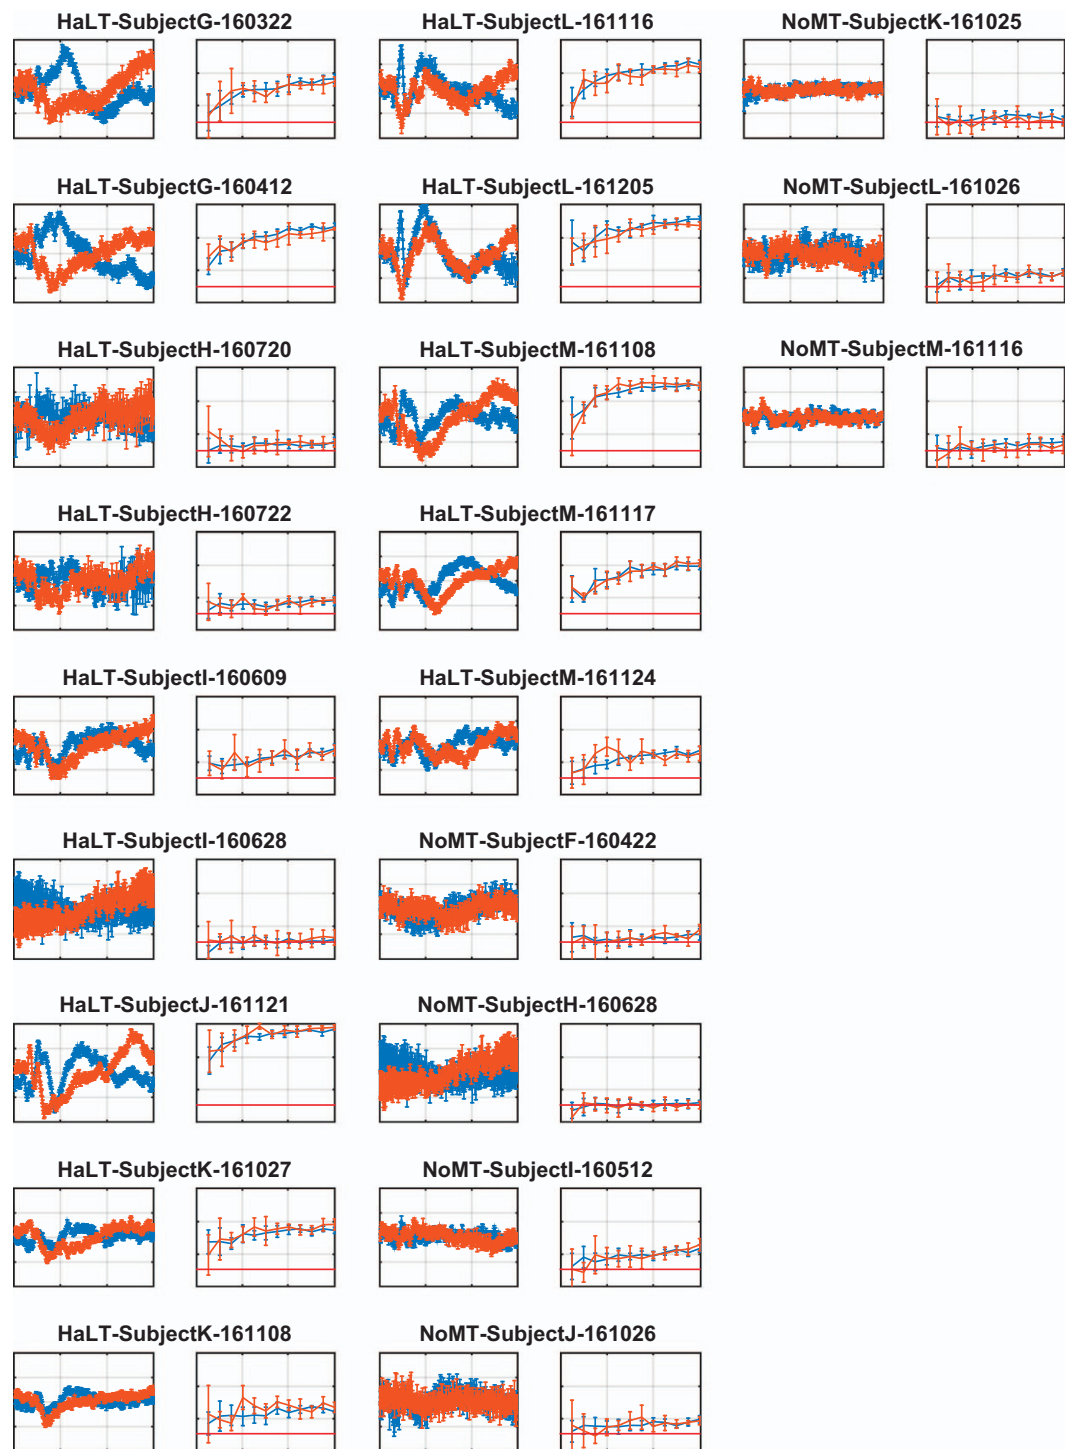 HaLT-SubjectG-160322
HaLT-SubjectG-160412
HaLT-SubjectH-160720
HaLT-SubjectH-160722
HaLT-SubjectI-160609
HaLT-SubjectI-160628
HaLT-SubjectJ-161121
HaLT-SubjectK-161027
HaLT-SubjectK-161108
HaLT-SubjectL-161116
HaLT-SubjectL-161205
HaLT-SubjectM-161108
HaLT-SubjectM-161117
HaLT-SubjectM-161124
NoMT-SubjectF-160422
NoMT-SubjectH-160628
NoMT-SubjectI-160512
NoMT-SubjectJ-161026
NoMT-SubjectK-161025
NoMT-SubjectL-161026
NoMT-SubjectM-161116